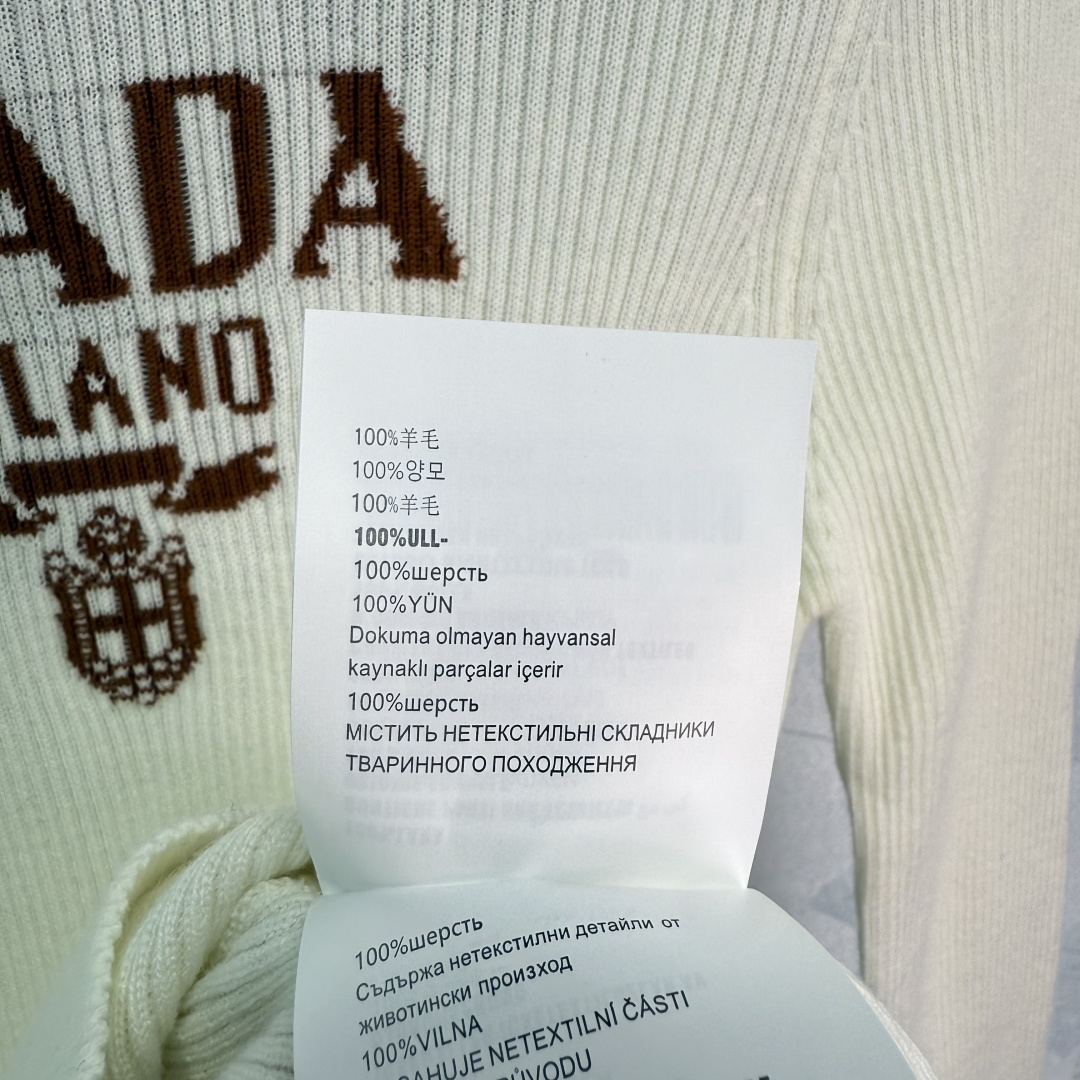 ADA
LANO
100%羊毛
100%양모
100%羊毛
100%ULL-
100%шерсть
100%YÜN
Dokuma olmayan hayvansal
kaynaklı parçalar içerir
100%шерсть
МІСТИТЬ НЕТЕКСТИЛЬНІ СКЛАДНИКИ
ТВАРИННОГО ПОХОДЖЕННЯ
100%шерсть
Съдържа нетекстилни детайли от
животински произход
100%VILNA
SAHUJE NETEXTILNÍ ČÁSTI
PŮVODU